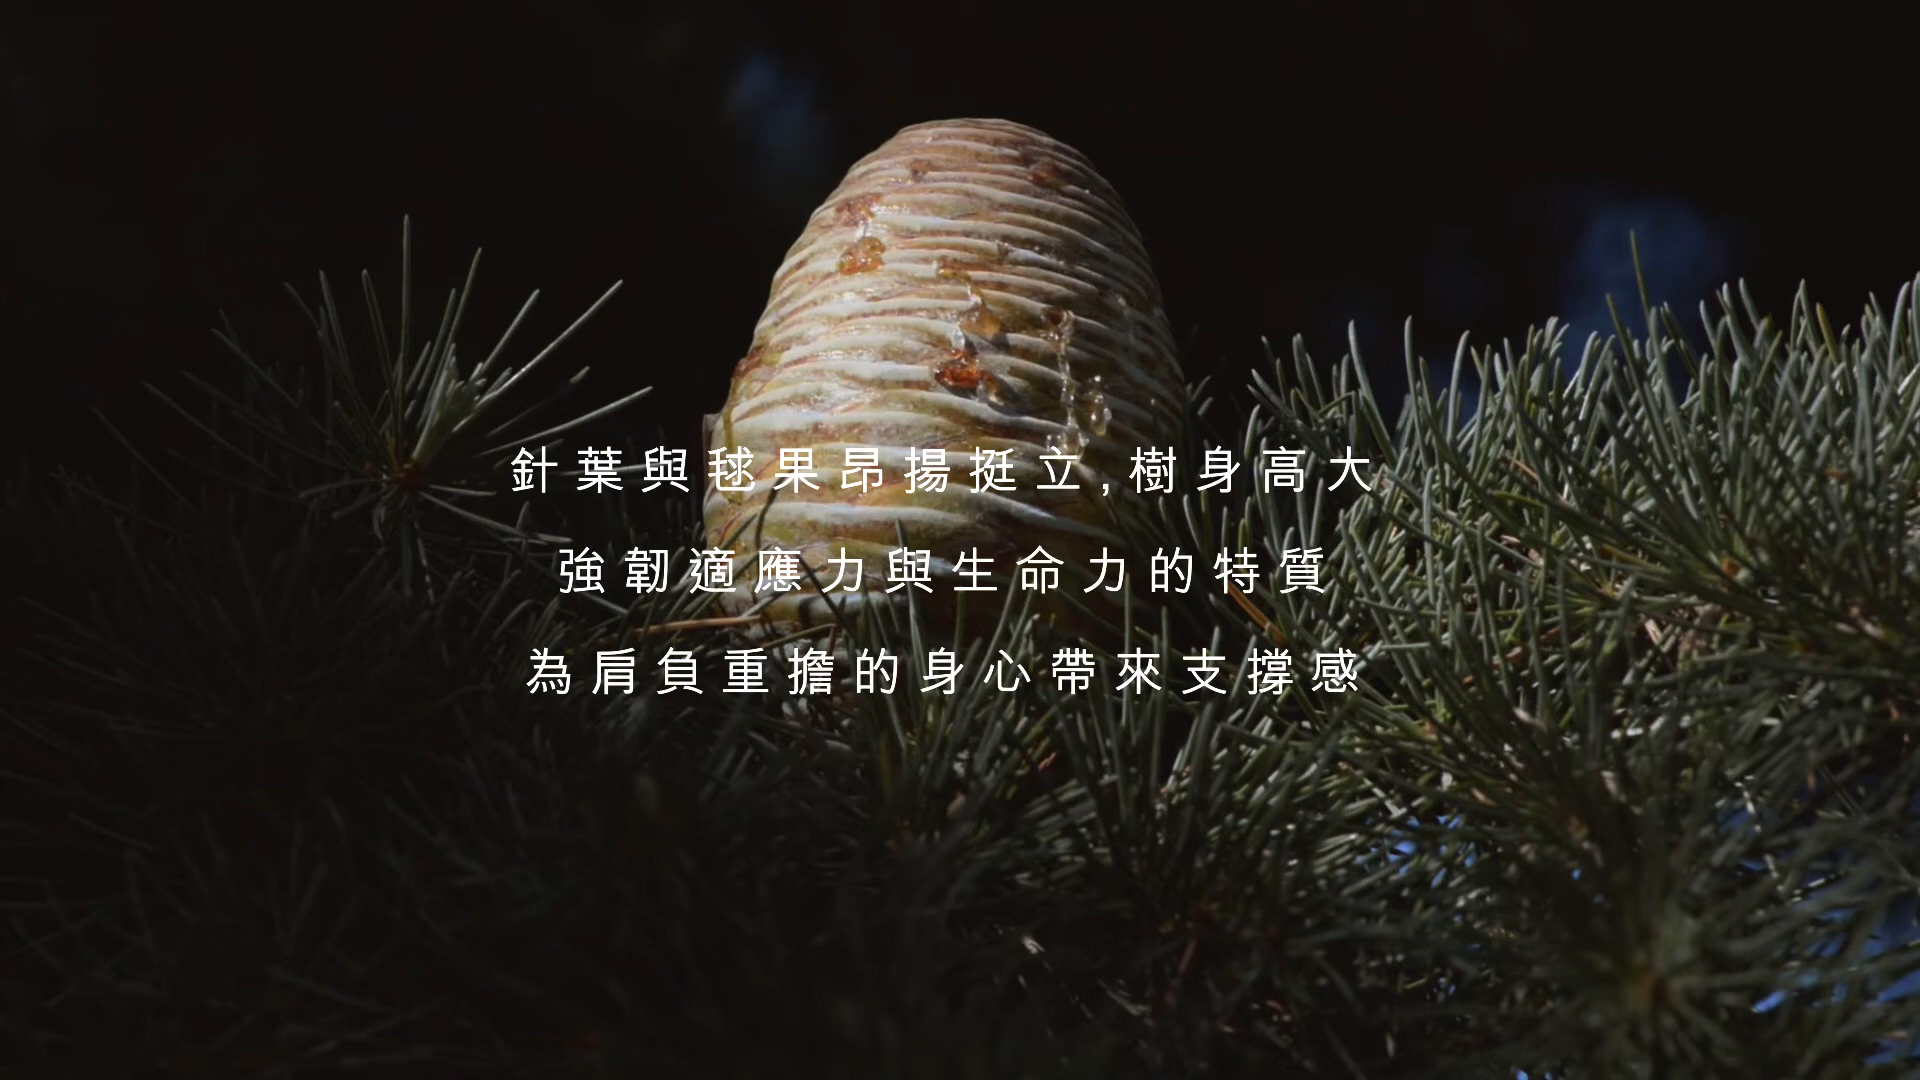 針葉與毬果昂揚挺立,樹身高大
強韌適應力與生命力的特質
為肩負重擔的身心帶來支撐感